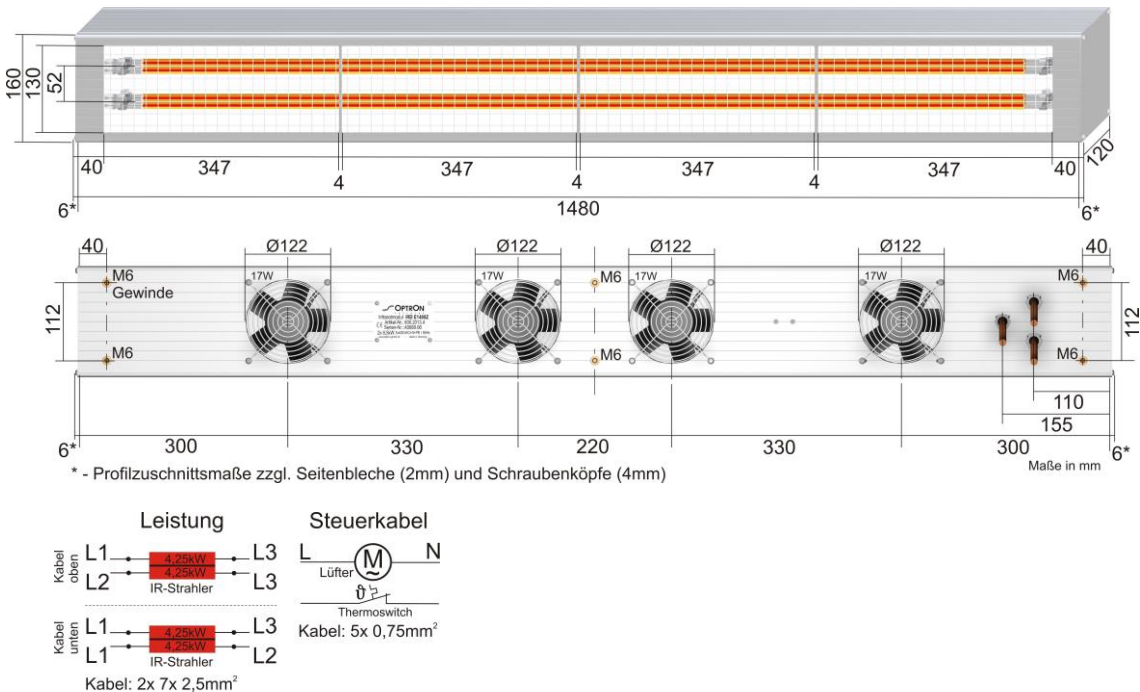 160
130
52
40
347
4
347
4
347
4
347
40
120
6*
1480
6*
40
Ø122
Ø122
Ø122
Ø122
40
M6
Gewinde
17W
17W
M6
17W
17W
M6
112
OPTRON
112
M6
M6
M6
110
155
6*
300
330
220
330
300
6*
* - Profilzuschnittsmaße zzgl. Seitenbleche (2mm) und Schraubenköpfe (4mm)
Maße in mm
Leistung
Steuerkabel
Kabel oben
L1
4,25kW
L3
L2
4,25kW
L3
IR-Strahler
L
M
~
N
Lüfter
ϑ
Thermoswitch
Kabel: 5x 0,75mm²
Kabel unten
L1
4,25kW
L3
L1
4,25kW
L2
IR-Strahler
Kabel: 2x 7x 2,5mm²